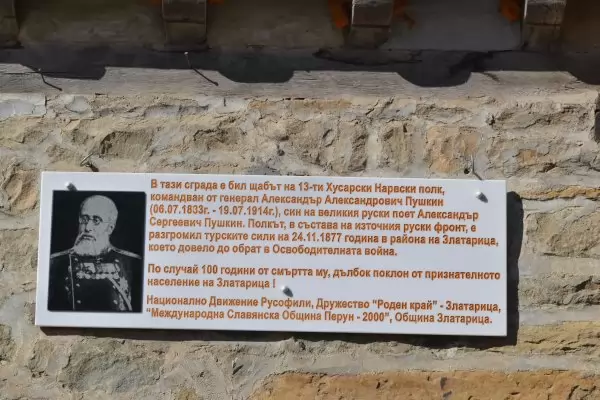 В тази сграда е бил щабът на 13-ти Хусарски Нарвски полк,
командван от генерал Александър Александрович Пушкин
(06.07.1833г. - 19.07.1914г.), син на великия руски поет Александър
Сергеевич Пушкин. Полкът, в състава на източния руски фронт, е
разгромил турските сили на 24.11.1877 година в района на Златарица,
което довело до обрат в Освободителната война.
По случай 100 години от смъртта му, дълбок поклон от признателното
население на Златарица !
Национално Движение Русофили, Дружество "Роден край" - Златарица,
"Международна Славянска Община Перун - 2000", Община Златарица.